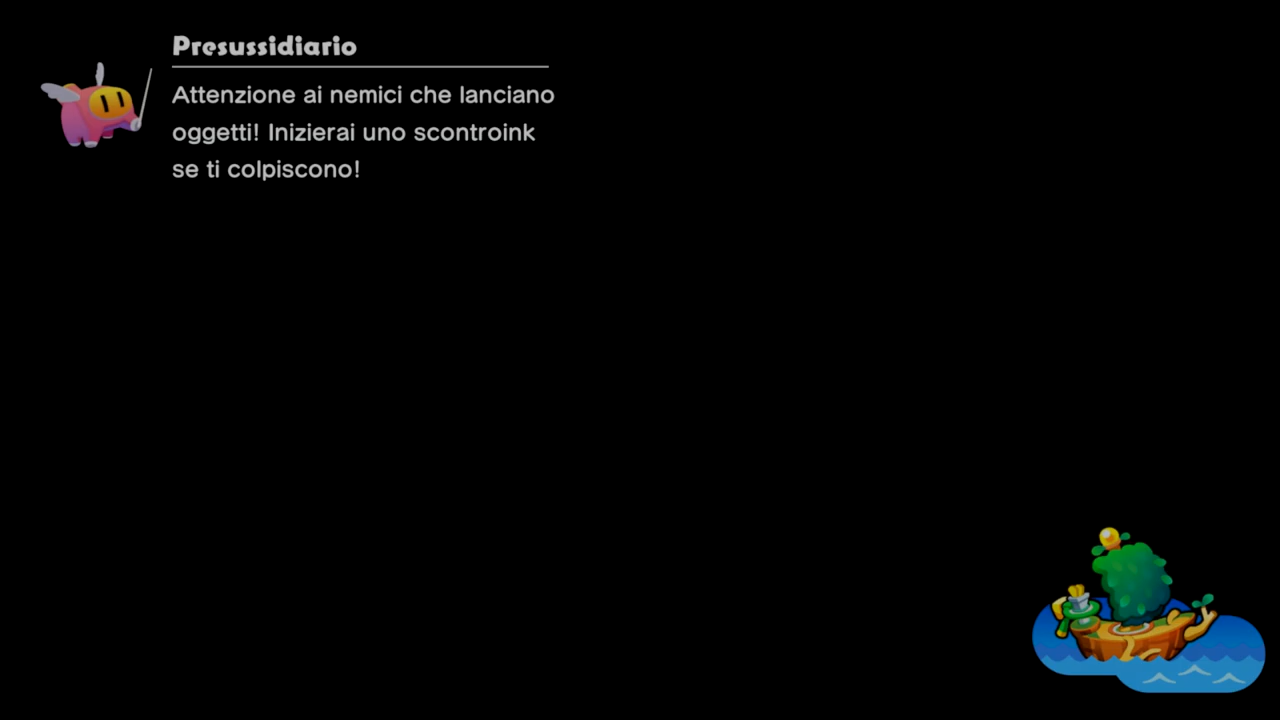 Presussidiario
Attenzione ai nemici che lanciano
oggetti! Inizierai uno scontroink
se ti colpiscono!